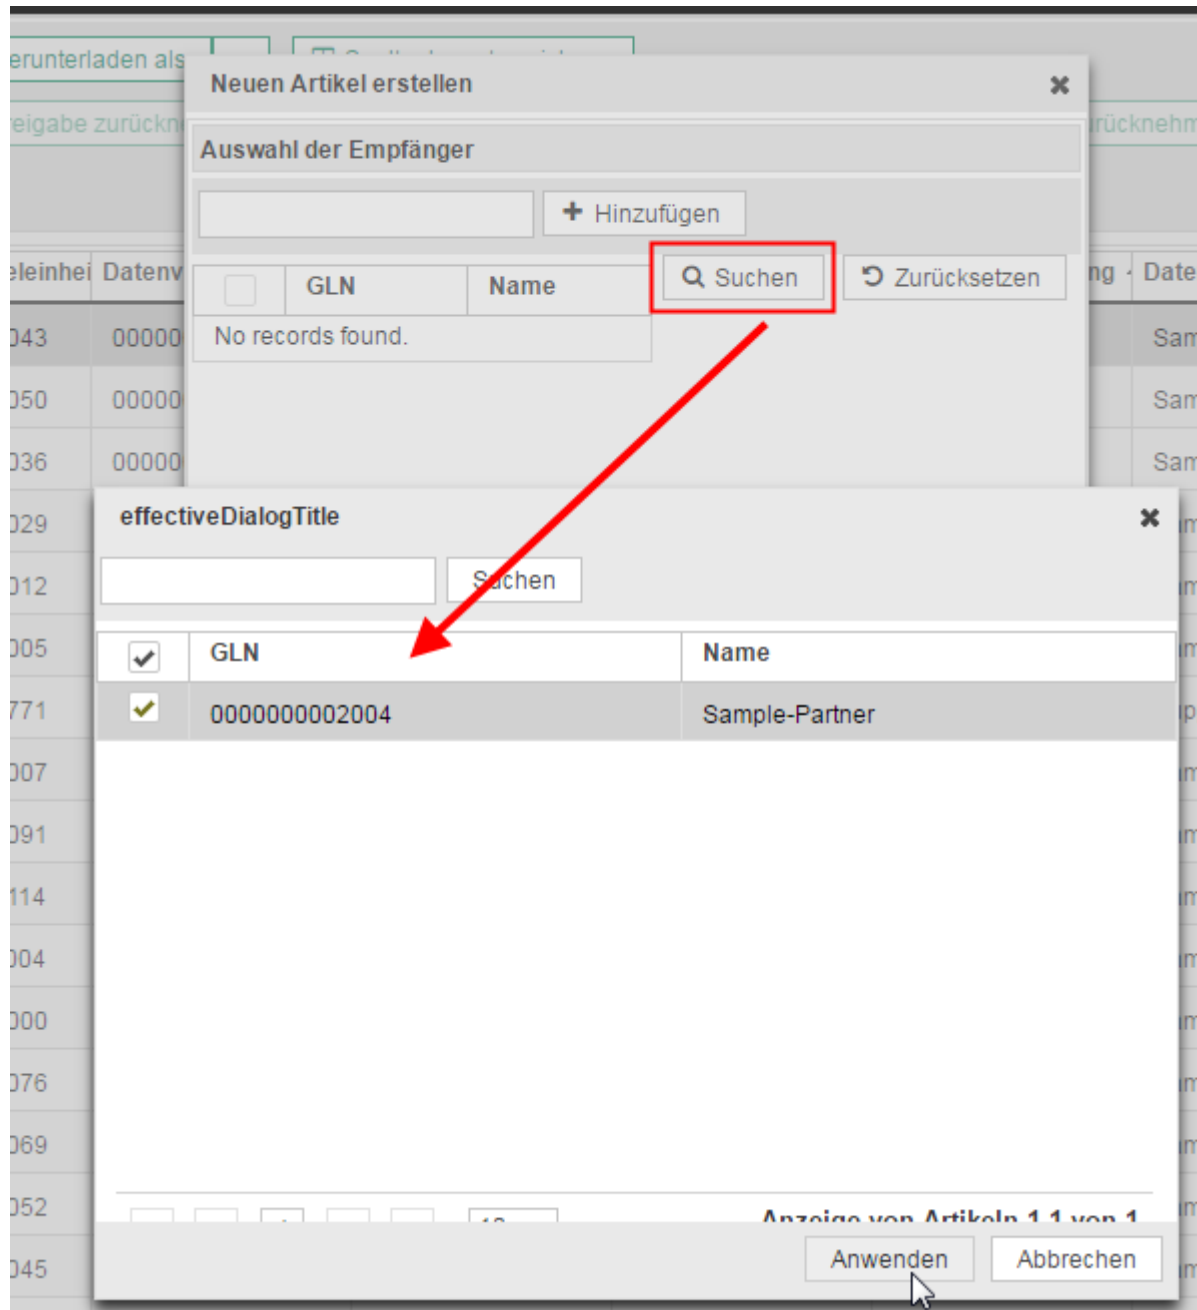 erunterladen als
Neuen Artikel erstellen
eigabe zurückn
rücknehm
Auswahl der Empfänger
Hinzufügen
eleinhei Datenv
GLN Name
Suchen
Zurücksetzen
ng Date
No records found.
043 00000 Sam
050 00000 Sam
036 00000 Sam
029
effectiveDialogTitle
012
Suchen
005
GLN Name
771
0000000002004 Sample-Partner
007
091
114
004
000
076
069
052
Anzeige von Artikeln 1 1 von 1
045
Anwenden Abbrechen